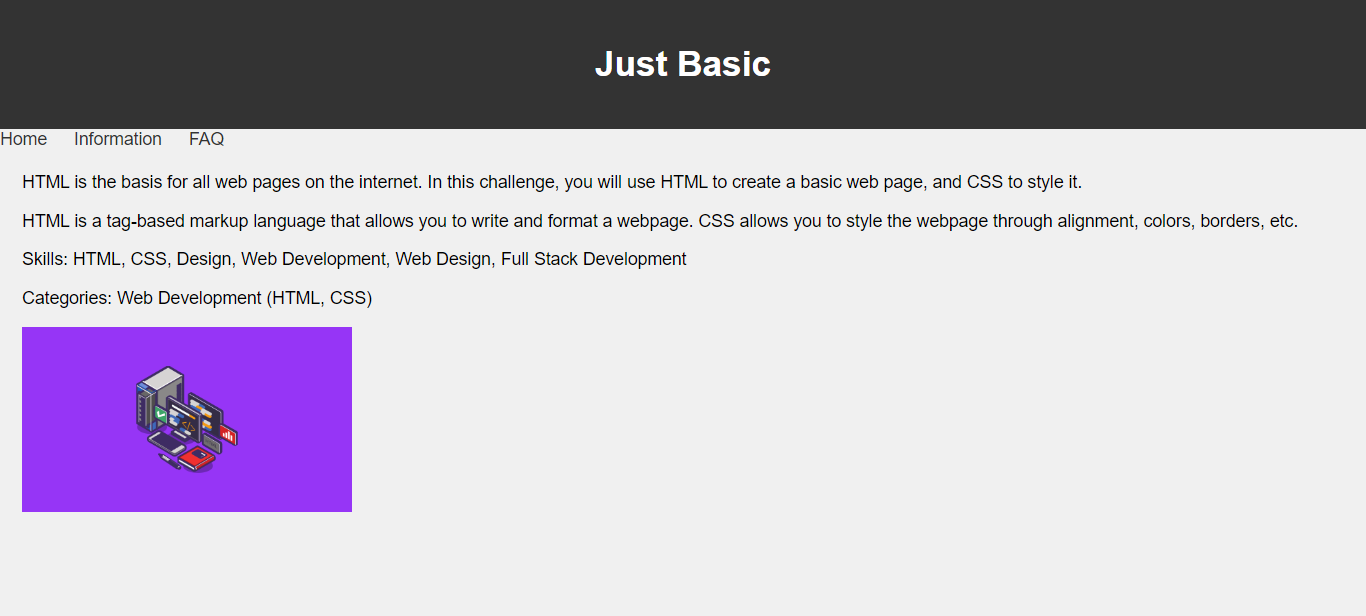 Just Basic
Home Information FAQ
HTML is the basis for all web pages on the internet. In this challenge, you will use HTML to create a basic web page, and CSS to style it.
HTML is a tag-based markup language that allows you to write and format a webpage. CSS allows you to style the webpage through alignment, colors, borders, etc.
Skills: HTML, CSS, Design, Web Development, Web Design, Full Stack Development
Categories: Web Development (HTML, CSS)